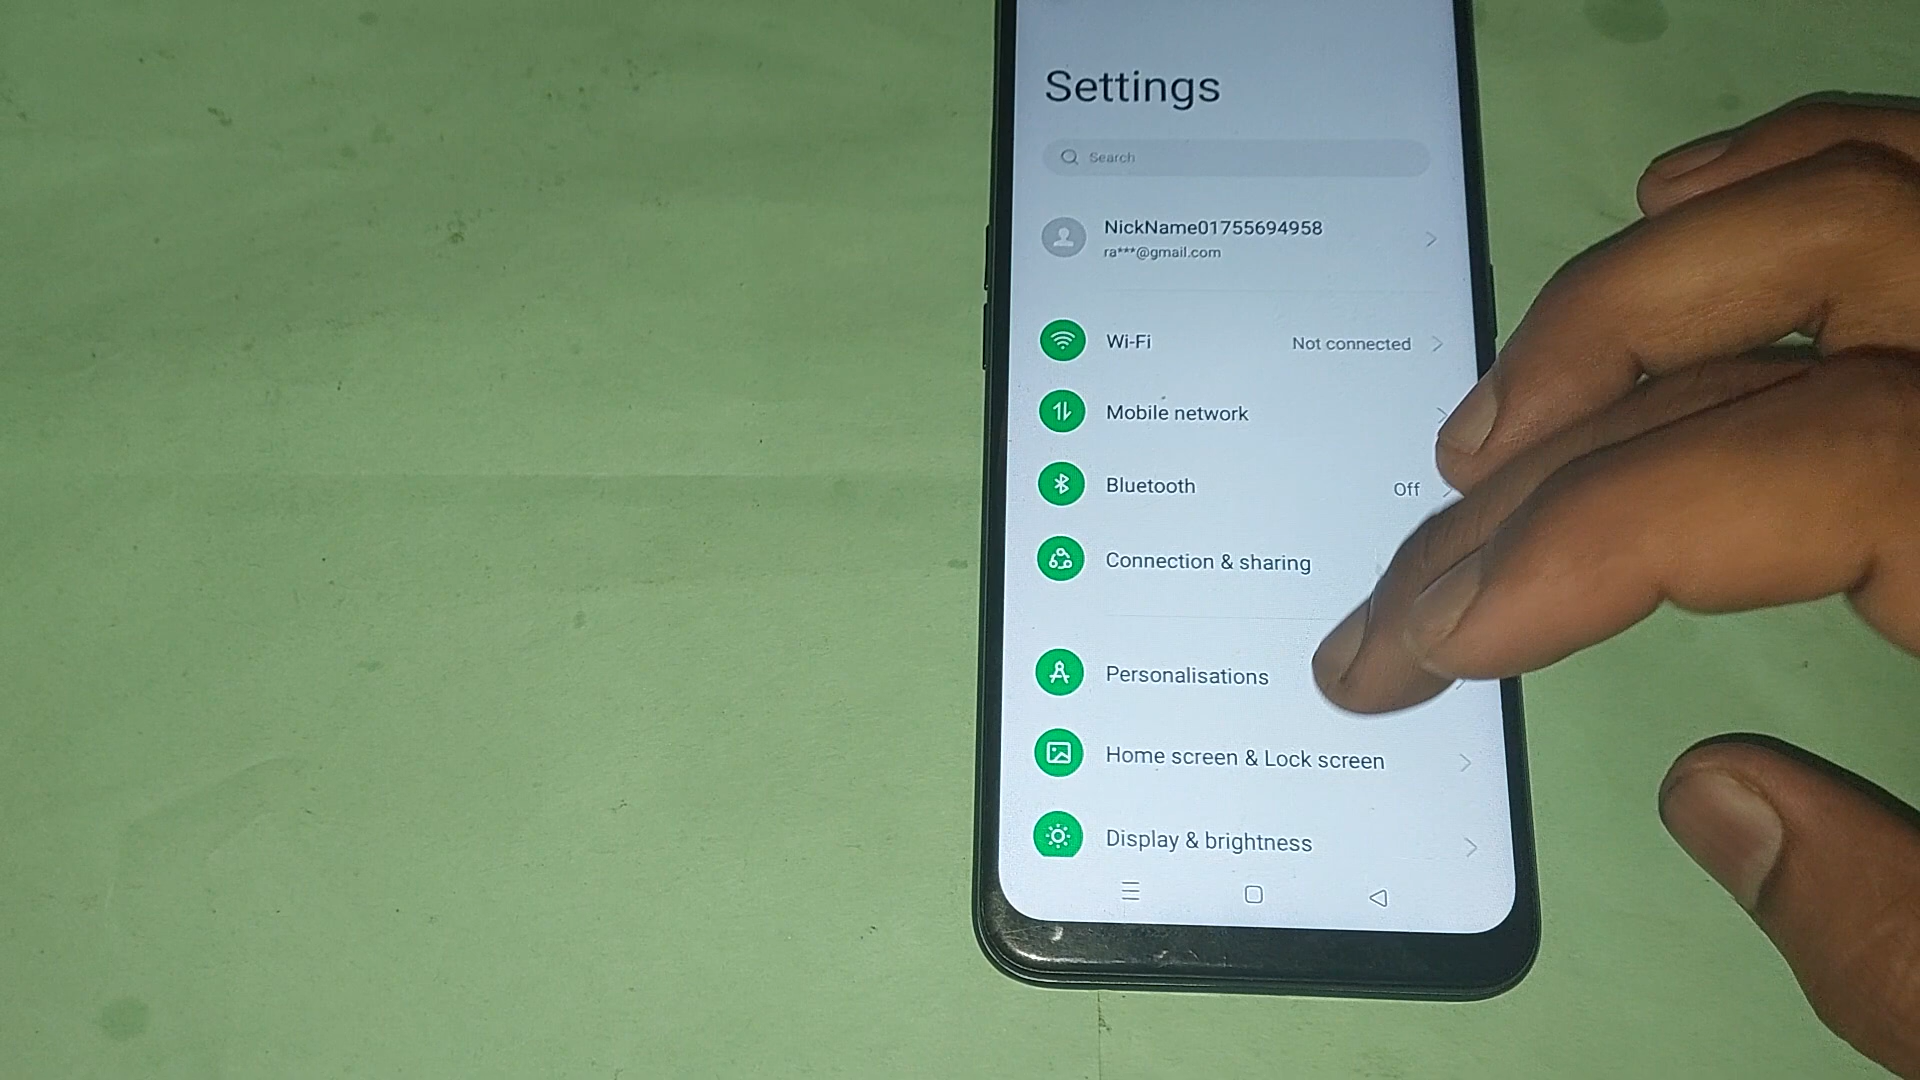 Settings
Search
NickName01755694958
ra***@gmail.com
Wi-Fi Not connected
Mobile network
Bluetooth Off
Connection & sharing
Personalisations
Home screen & Lock screen
Display & brightness